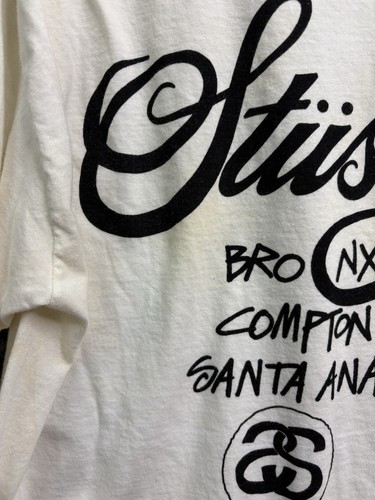 Stüs
BRONX
COMPTON
SANTA ANA